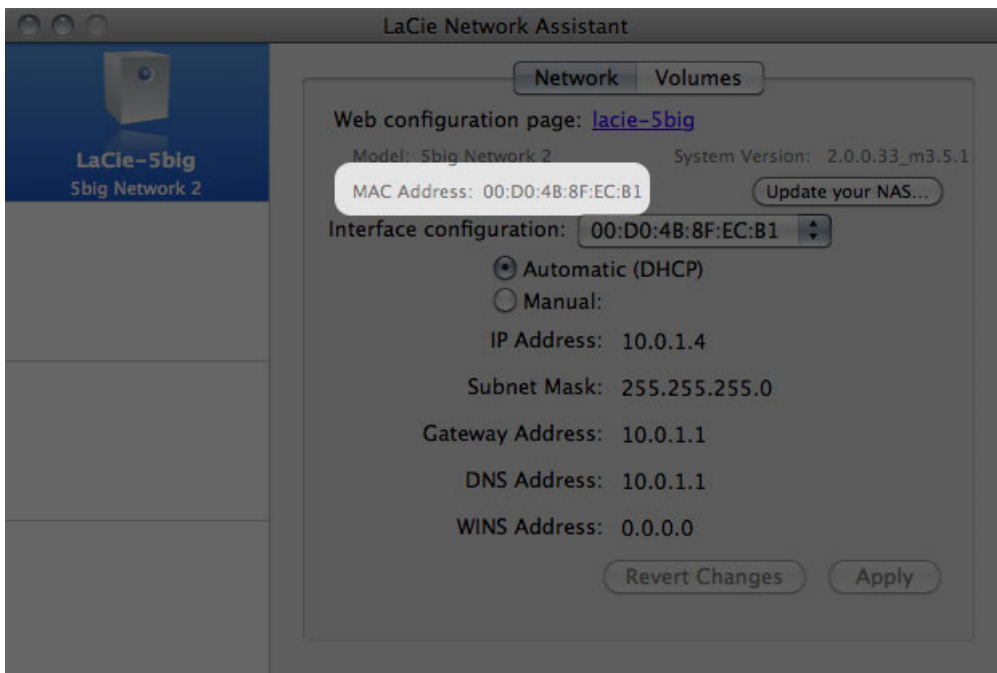 LaCie Network Assistant
LaCie-5big
5big Network 2
Network Volumes
Web configuration page: lacie-5big
Model: 5big Network 2 System Version: 2.0.0.33_m3.5.1
MAC Address: 00:D0:4B:8F:EC:B1 Update your NAS...
Interface configuration: 00:D0:4B:8F:EC:B1
Automatic (DHCP)
Manual:
IP Address: 10.0.1.4
Subnet Mask: 255.255.255.0
Gateway Address: 10.0.1.1
DNS Address: 10.0.1.1
WINS Address: 0.0.0.0
Revert Changes Apply